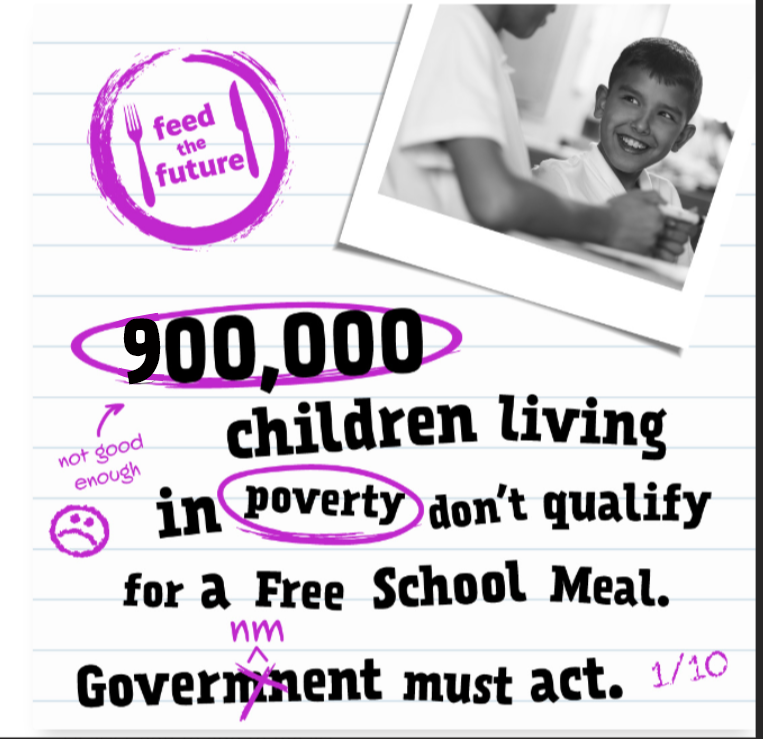 feed
the
future
900,000
not good
enough
children living
in poverty don't qualify
for a Free School Meal.
nm
Govermnent must act.
1/10